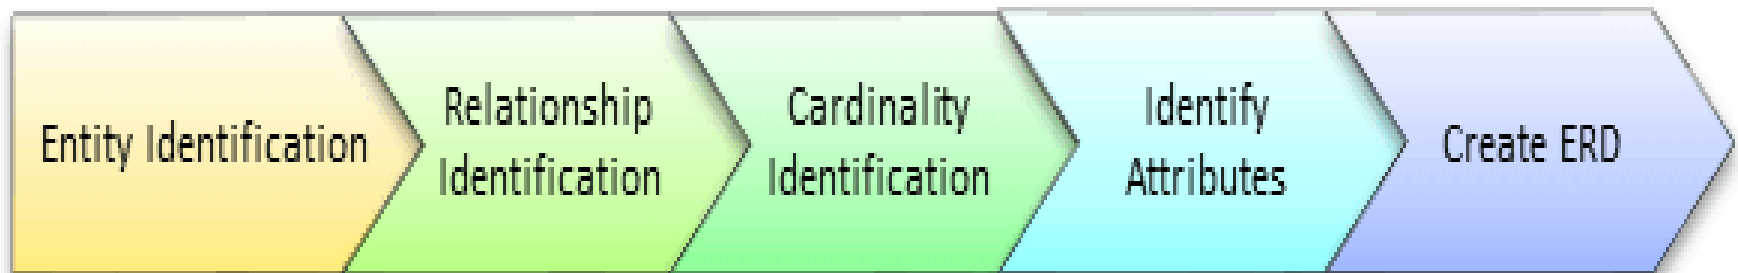 Entity Identification
Relationship
Identification
Cardinality
Identification
Identify
Attributes
Create ERD